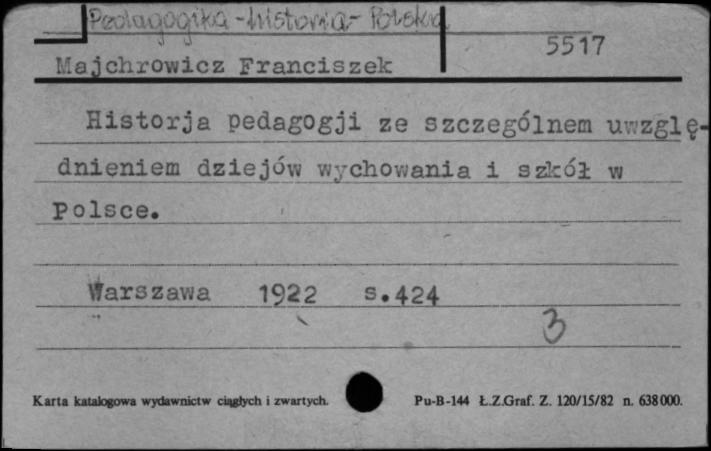 Pedagogika - historia - Polska
5517
Majchrowicz Franciszek
Historja pedagogji ze szczególnem uwzglę-
dnieniem dziejów wychowania i szkół w
Polsce.
Warszawa 1922 s.424
3
Karta katalogowa wydawnictw ciągłych i zwartych. Pu-B-144 Ł.Z.Graf. Z. 120/15/82 n. 638000.